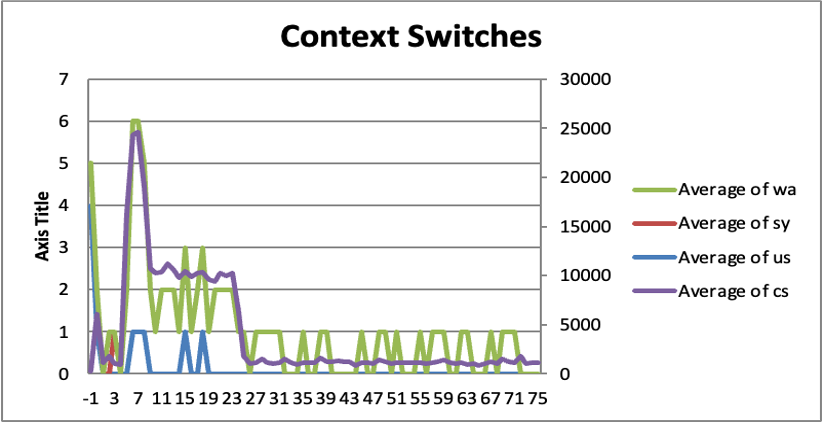 Context Switches
7 30000
6 25000
5 20000
4 15000
3 10000
2 5000
1 0
0
Axis Title
-1 3 7 11 15 19 23 27 31 35 39 43 47 51 55 59 63 67 71 75
Average of wa
Average of sy
Average of us
Average of cs